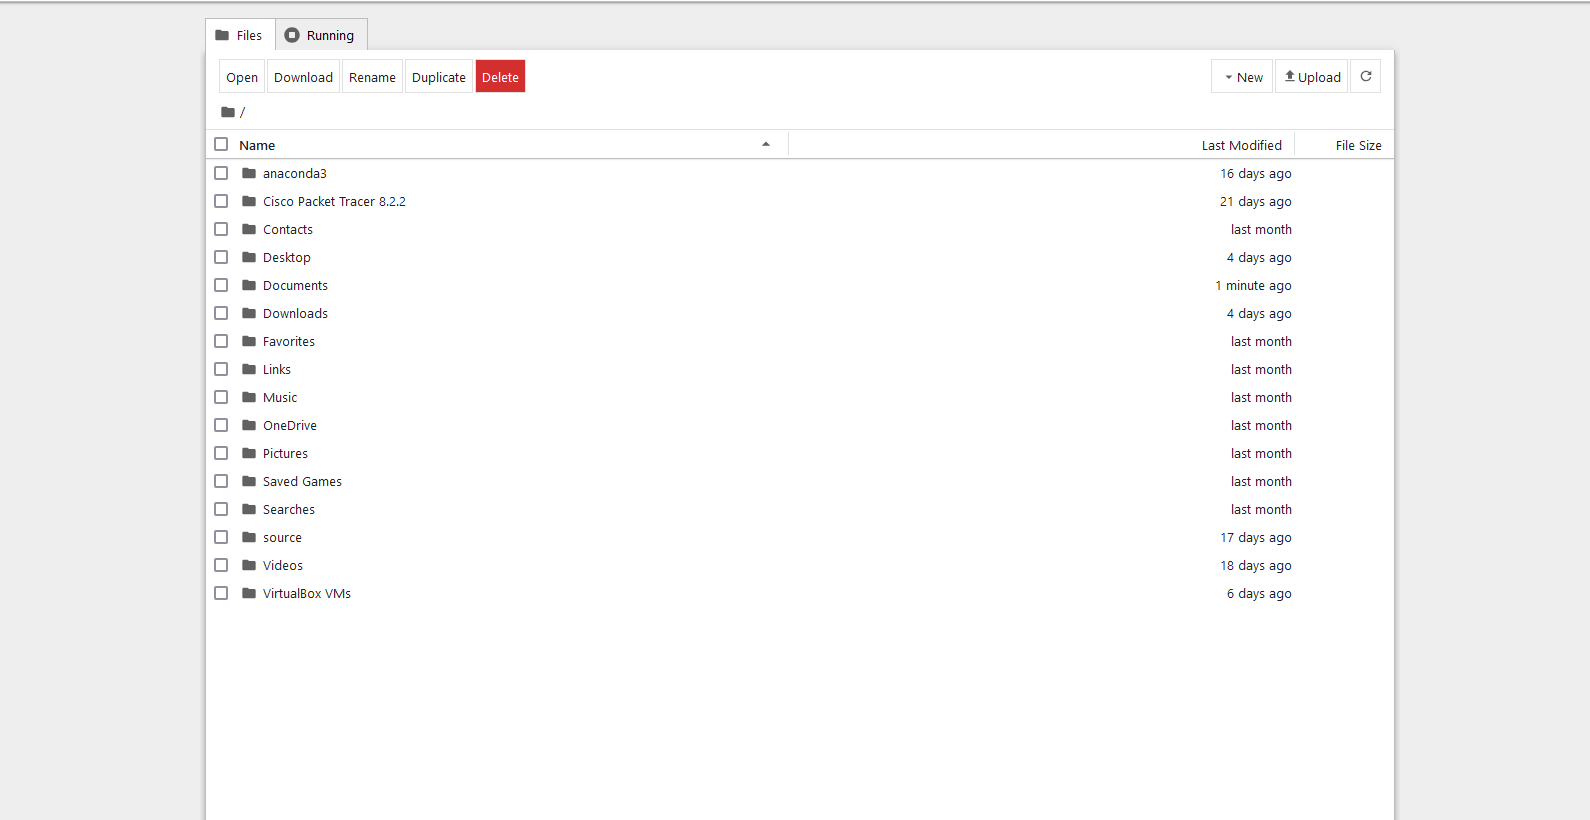 Files Running
Open Download Rename Duplicate Delete New Upload
/
Name Last Modified File Size
anaconda3 16 days ago
Cisco Packet Tracer 8.2.2 21 days ago
Contacts last month
Desktop 4 days ago
Documents 1 minute ago
Downloads 4 days ago
Favorites last month
Links last month
Music last month
OneDrive last month
Pictures last month
Saved Games last month
Searches last month
source 17 days ago
Videos 18 days ago
VirtualBox VMs 6 days ago